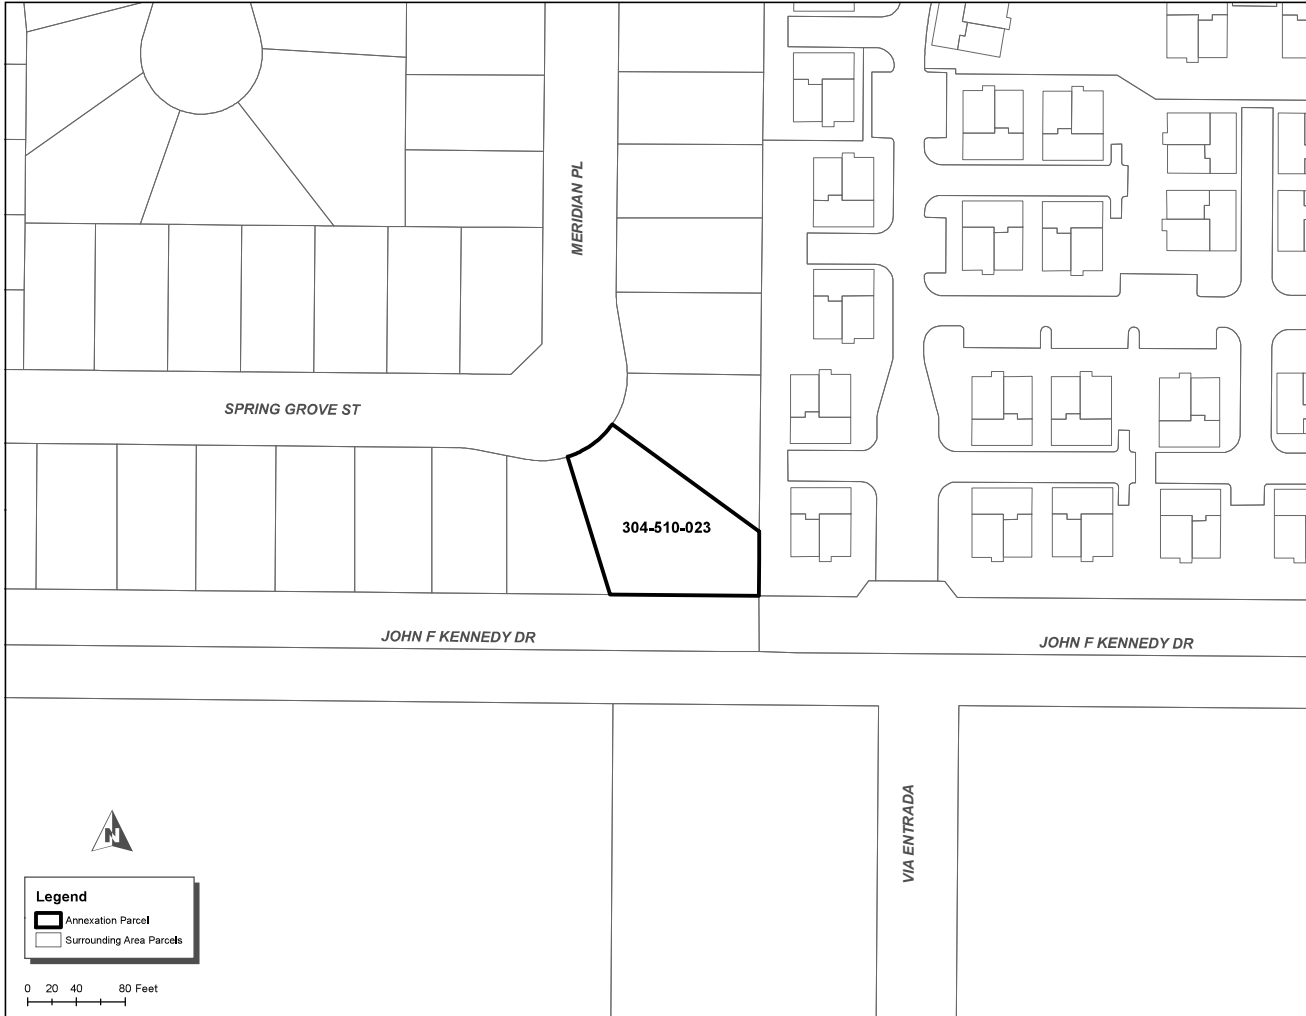 MERIDIAN PL
SPRING GROVE ST
304-510-023
JOHN F KENNEDY DR
JOHN F KENNEDY DR
VIA ENTRADA
N
Legend
Annexation Parcel
Surrounding Area Parcels
0 20 40 80 Feet